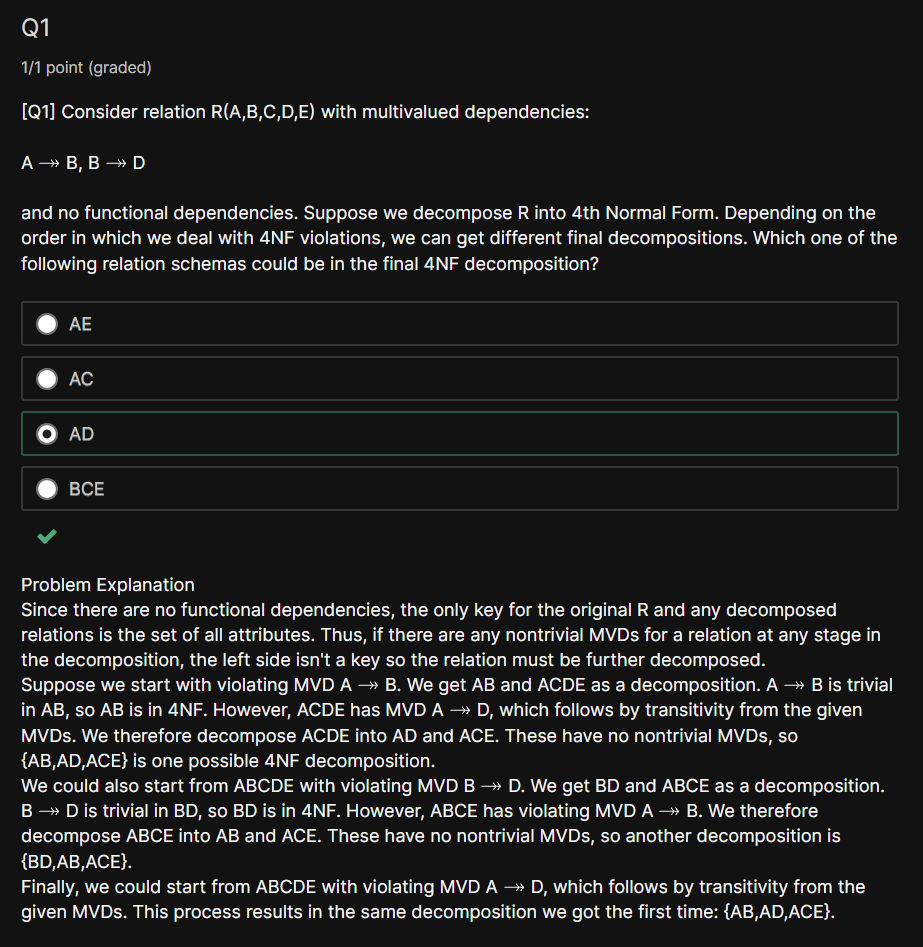 Q1
1/1 point (graded)
[Q1] Consider relation R(A,B,C,D,E) with multivalued dependencies:
A ↠ B, B ↠ D
and no functional dependencies. Suppose we decompose R into 4th Normal Form. Depending on the
order in which we deal with 4NF violations, we can get different final decompositions. Which one of the
following relation schemas could be in the final 4NF decomposition?
AE
AC
AD
BCE
Problem Explanation
Since there are no functional dependencies, the only key for the original R and any decomposed
relations is the set of all attributes. Thus, if there are any nontrivial MVDs for a relation at any stage in
the decomposition, the left side isn't a key so the relation must be further decomposed.
Suppose we start with violating MVD A ↠ B. We get AB and ACDE as a decomposition. A ↠ B is trivial
in AB, so AB is in 4NF. However, ACDE has MVD A ↠ D, which follows by transitivity from the given
MVDs. We therefore decompose ACDE into AD and ACE. These have no nontrivial MVDs, so
{AB,AD,ACE} is one possible 4NF decomposition.
We could also start from ABCDE with violating MVD B ↠ D. We get BD and ABCE as a decomposition.
B ↠ D is trivial in BD, so BD is in 4NF. However, ABCE has violating MVD A ↠ B. We therefore
decompose ABCE into AB and ACE. These have no nontrivial MVDs, so another decomposition is
{BD,AB,ACE}.
Finally, we could start from ABCDE with violating MVD A ↠ D, which follows by transitivity from the
given MVDs. This process results in the same decomposition we got the first time: {AB,AD,ACE}.